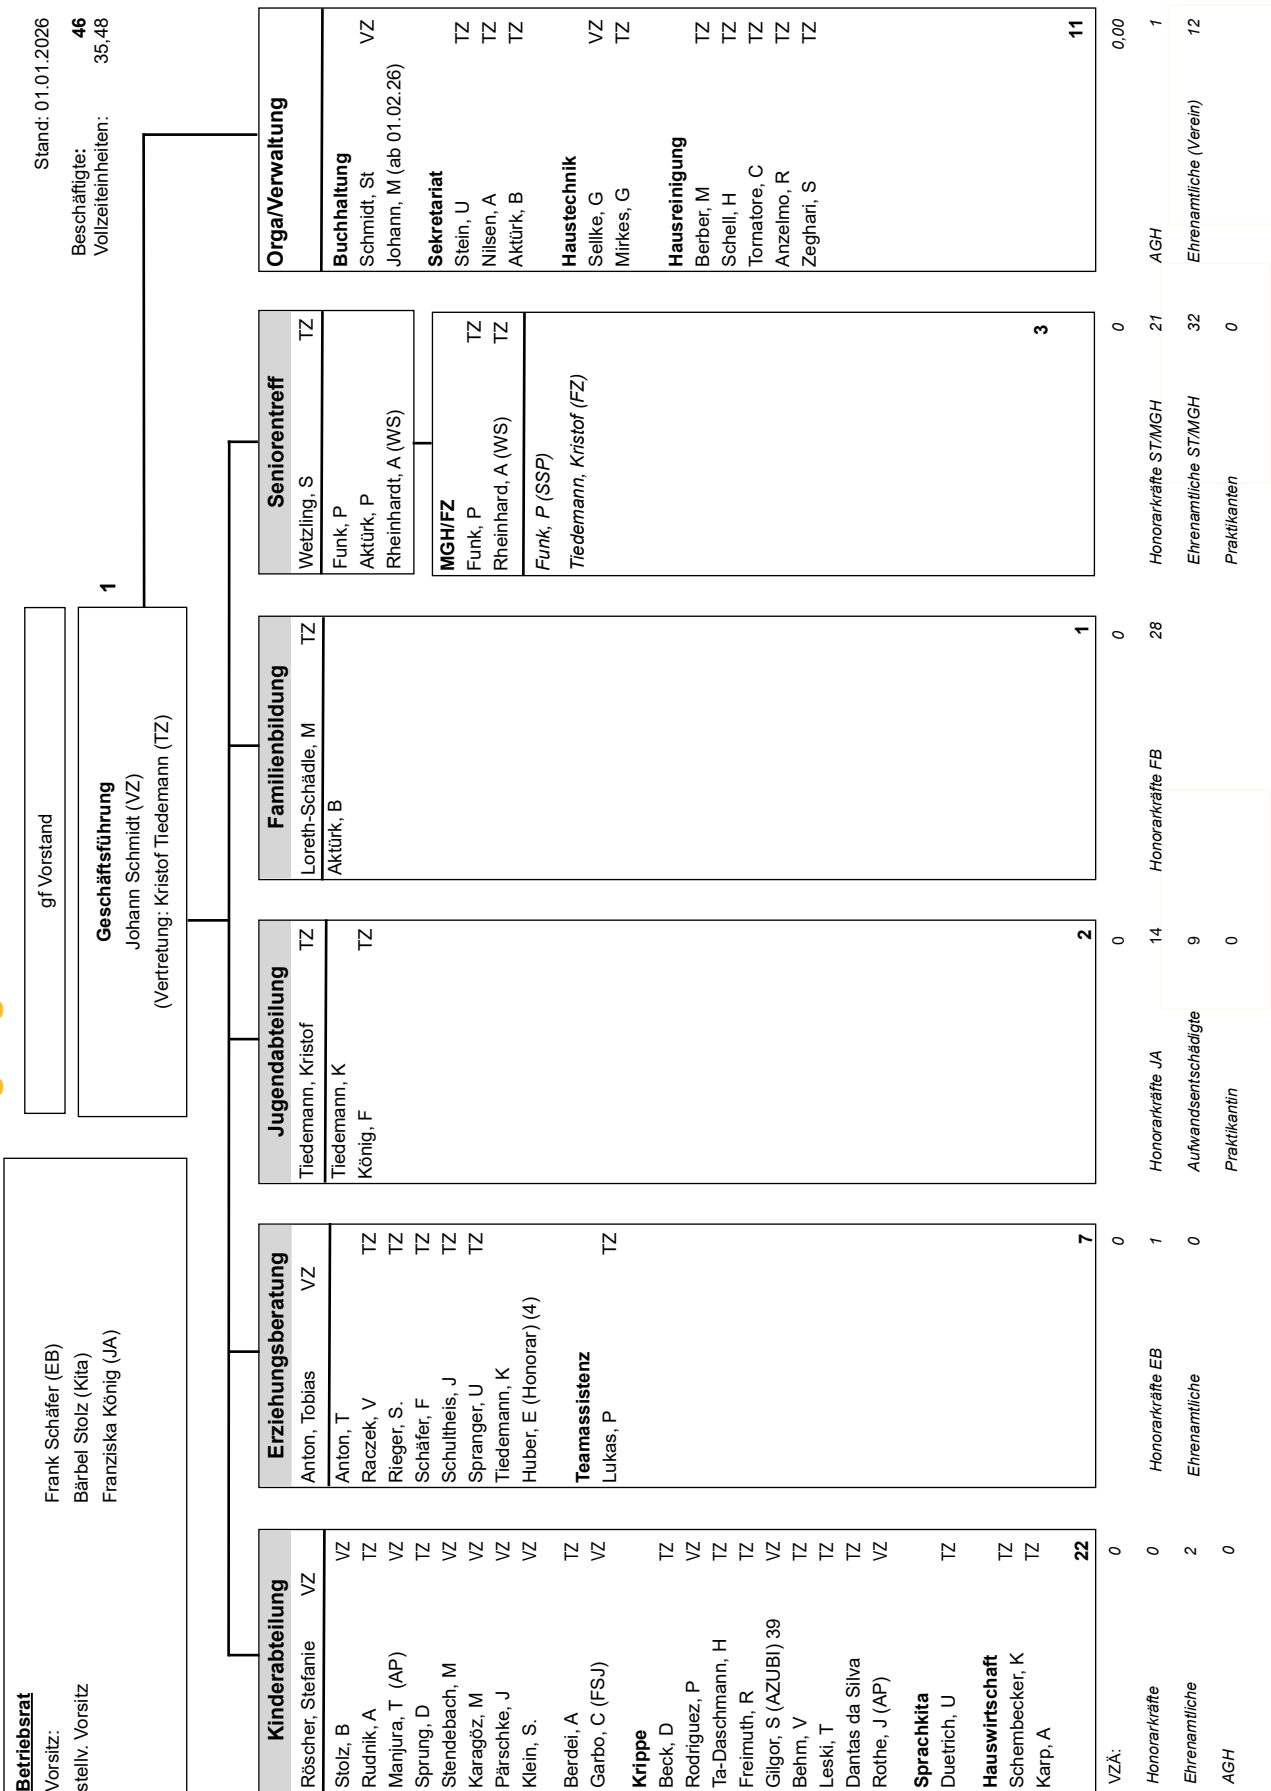 Betriebsrat
Vorsitz: Frank Schäfer (EB)
stellv. Vorsitz Bärbel Stolz (Kita)
Franziska König (JA)
gf Vorstand
Geschäftsführung 1
Johann Schmidt (VZ)
(Vertretung: Kristof Tiedemann (TZ)
Stand: 01.01.2026
Beschäftigte: 46
Vollzeiteinheiten: 35,48
Kinderabteilung
Röscher, Stefanie VZ
Stolz, B VZ
Rudnik, A TZ
Manjura, T (AP) VZ
Sprung, D TZ
Stendebach, M VZ
Karagöz, M VZ
Pärschke, J VZ
Klein, S. VZ
Berdei, A TZ
Garbo, C (FSJ) VZ
Krippe
Beck, D TZ
Rodriguez, P VZ
Ta-Daschmann, H TZ
Freimuth, R TZ
Gilgor, S (AZUBI) 39 VZ
Behm, V TZ
Leski, T TZ
Dantas da Silva TZ
Rothe, J (AP) VZ
Sprachkita
Duetrich, U TZ
Hauswirtschaft
Schembecker, K TZ
Karp, A TZ
22
VZÄ: 0
Honorarkräfte 0
Ehrenamtliche 2
AGH 0
Erziehungsberatung
Anton, Tobias VZ
Anton, T
Raczek, V TZ
Rieger, S. TZ
Schäfer, F TZ
Schultheis, J TZ
Spranger, U TZ
Tiedemann, K
Huber, E (Honorar) (4)
Teamassistenz
Lukas, P TZ
7
0
Honorarkräfte EB 1
Ehrenamtliche 0
Jugendabteilung
Tiedemann, Kristof TZ
Tiedemann, K
König, F TZ
2
0
Honorarkräfte JA 14
Aufwandsentschädigte 9
Praktikantin 0
Familienbildung
Loreth-Schädle, M TZ
Aktürk, B
1
0
Honorarkräfte FB 28
Seniorentreff
Wetzling, S TZ
Funk, P
Aktürk, P
Rheinhardt, A (WS)
MGH/FZ
Funk, P TZ
Rheinhard, A (WS) TZ
Funk, P (SSP)
Tiedemann, Kristof (FZ)
3
0
Honorarkräfte ST/MGH 21
Ehrenamtliche ST/MGH 32
Praktikanten 0
Orga/Verwaltung
Buchhaltung
Schmidt, St VZ
Johann, M (ab 01.02.26)
Sekretariat
Stein, U TZ
Nilsen, A TZ
Aktürk, B TZ
Haustechnik
Sellke, G VZ
Mirkes, G TZ
Hausreinigung
Berber, M TZ
Schell, H TZ
Tornatore, C TZ
Anzelmo, R TZ
Zeghari, S TZ
11
0,00
AGH 1
Ehrenamtliche (Verein) 12